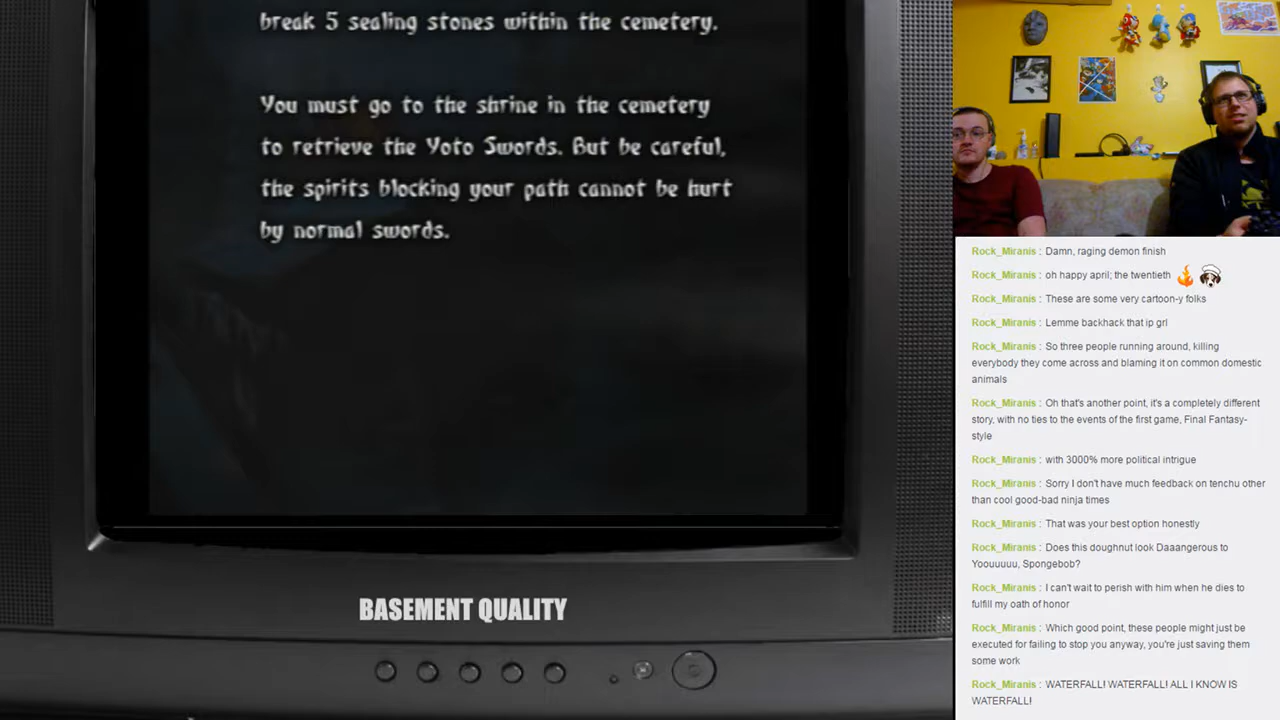 break 5 sealing stones within the cemetery.
You must go to the shrine in the cemetery
to retrieve the Yoto Swords. But be careful,
the spirits blocking your path cannot be hurt
by normal swords.
BASEMENT QUALITY
Rock_Miranis : Damn, raging demon finish
Rock_Miranis : oh happy april; the twentieth
Rock_Miranis : These are some very cartoon-y folks
Rock_Miranis : Lemme backhack that ip grl
Rock_Miranis : So three people running around, killing
everybody they come across and blaming it on common domestic
animals
Rock_Miranis : Oh that's another point, it's a completely different
story, with no ties to the events of the first game, Final Fantasy-
style
Rock_Miranis : with 3000% more political intrigue
Rock_Miranis : Sorry I don't have much feedback on tenchu other
than cool good-bad ninja times
Rock_Miranis : That was your best option honestly
Rock_Miranis : Does this doughnut look Daaangerous to
Yoouuuuu, Spongebob?
Rock_Miranis : I can't wait to perish with him when he dies to
fulfill my oath of honor
Rock_Miranis : Which good point, these people might just be
executed for failing to stop you anyway, you're just saving them
some work
Rock_Miranis : WATERFALL! WATERFALL! ALL I KNOW IS
WATERFALL!